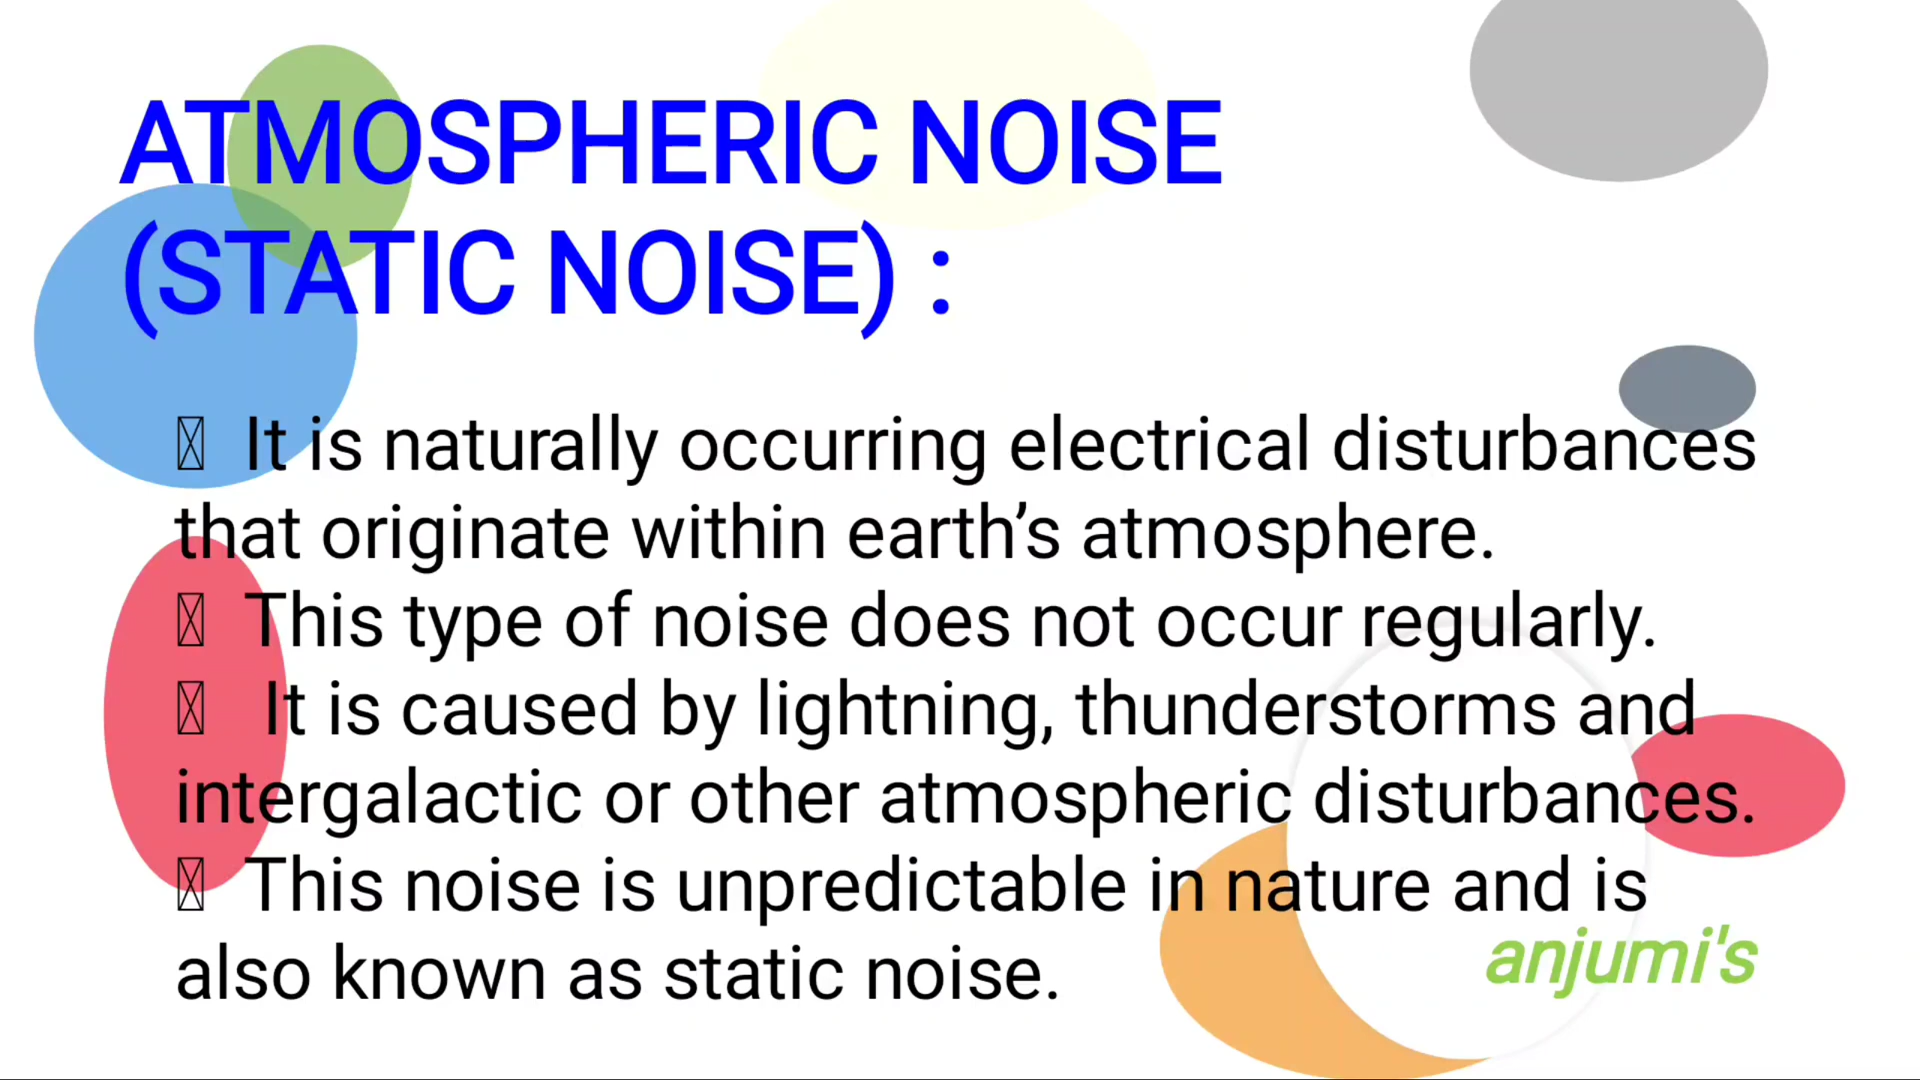 ATMOSPHERIC NOISE
(STATIC NOISE) :
It is naturally occurring electrical disturbances
that originate within earth’s atmosphere.
This type of noise does not occur regularly.
It is caused by lightning, thunderstorms and
intergalactic or other atmospheric disturbances.
This noise is unpredictable in nature and is
also known as static noise.
anjumi's